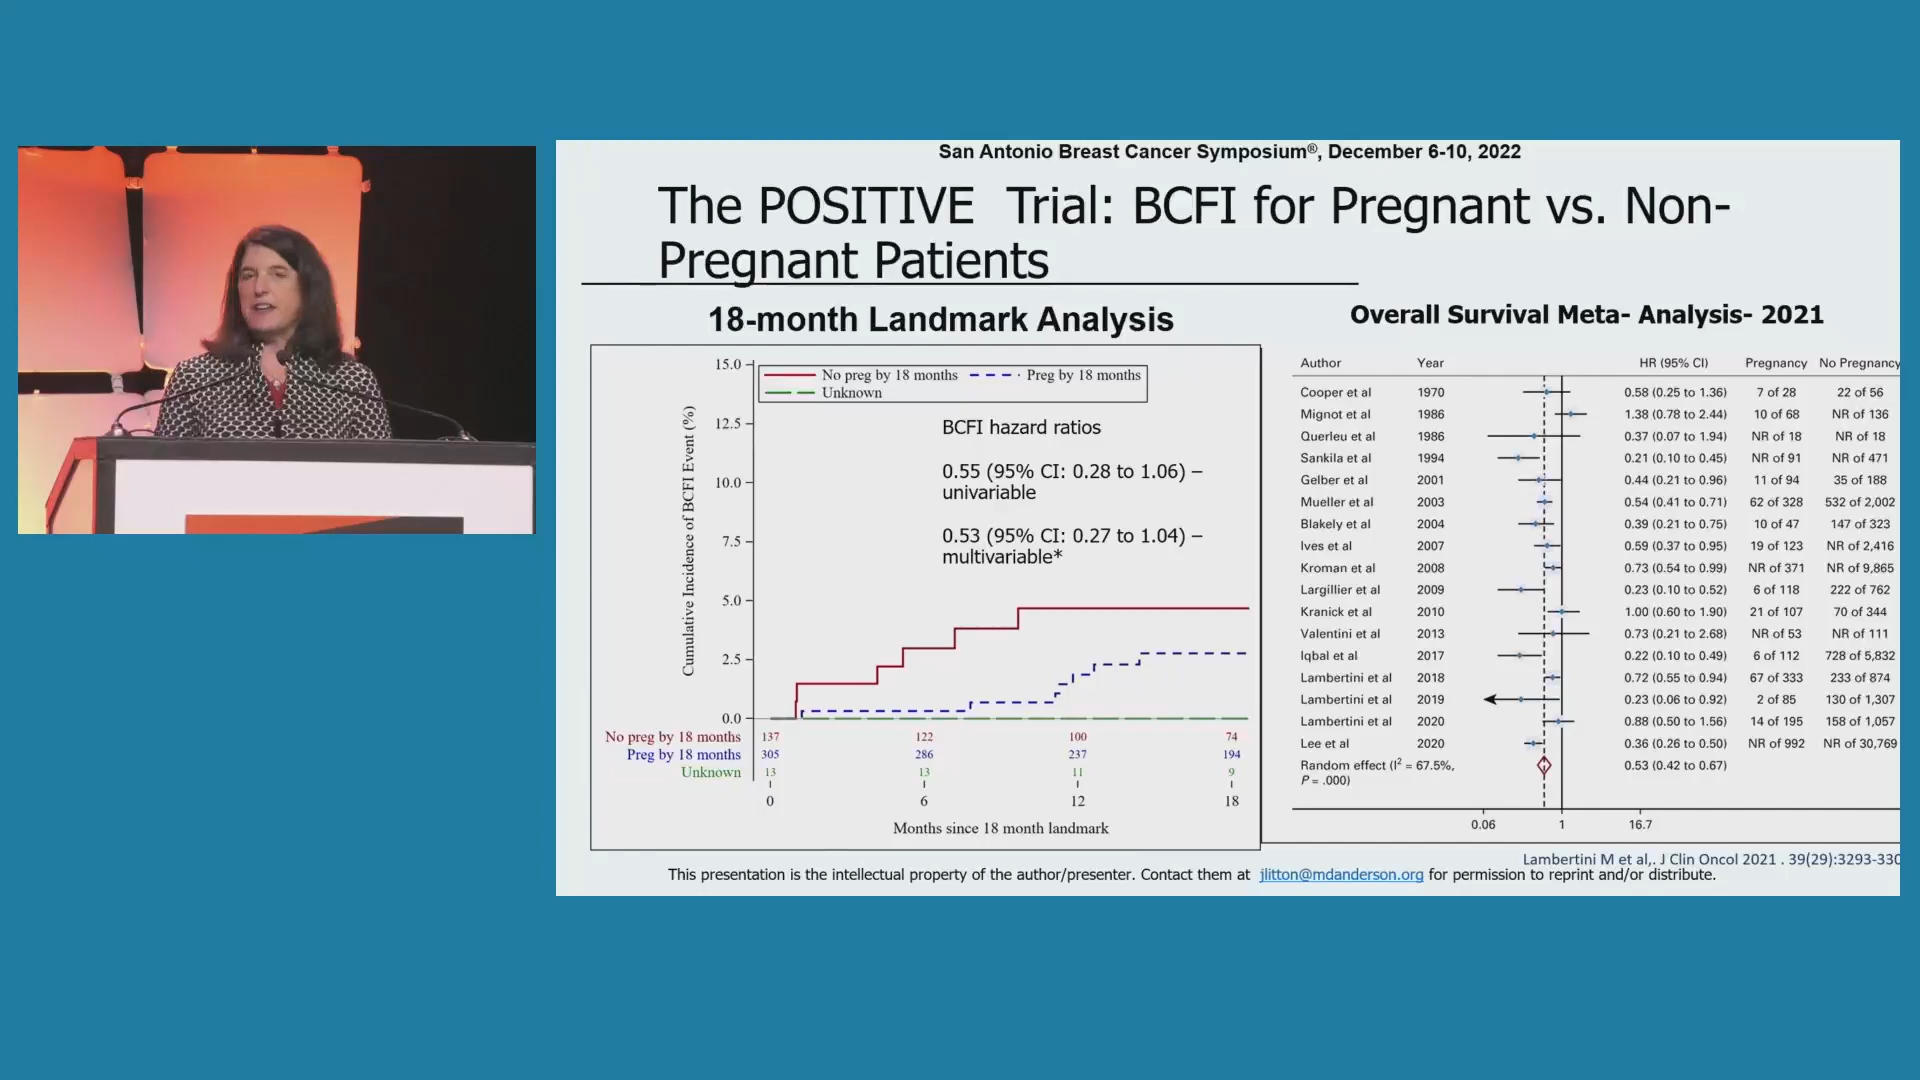 San Antonio Breast Cancer Symposium®, December 6-10, 2022
The POSITIVE Trial: BCFI for Pregnant vs. Non-
Pregnant Patients
18-month Landmark Analysis
15.0
12.5
10.0
7.5
5.0
2.5
0.0
Cumulative Incidence of BCFI Event (%)
No preg by 18 months Preg by 18 months
Unknown
BCFI hazard ratios
0.55 (95% CI: 0.28 to 1.06) –
univariable
0.53 (95% CI: 0.27 to 1.04) –
multivariable*
No preg by 18 months 137 122 100 74
Preg by 18 months 305 286 237 194
Unknown 13 13 11 9
0 6 12 18
Months since 18 month landmark
Overall Survival Meta- Analysis- 2021
Author Year HR (95% CI) Pregnancy No Pregnancy
Cooper et al 1970 0.58 (0.25 to 1.36) 7 of 28 22 of 56
Mignot et al 1986 1.38 (0.78 to 2.44) 10 of 68 NR of 136
Querleu et al 1986 0.37 (0.07 to 1.94) NR of 18 NR of 18
Sankila et al 1994 0.21 (0.10 to 0.45) NR of 91 NR of 471
Gelber et al 2001 0.44 (0.21 to 0.96) 11 of 94 35 of 188
Mueller et al 2003 0.54 (0.41 to 0.71) 62 of 328 532 of 2,002
Blakely et al 2004 0.39 (0.21 to 0.75) 10 of 47 147 of 323
Ives et al 2007 0.59 (0.37 to 0.95) 19 of 123 NR of 2,416
Kroman et al 2008 0.73 (0.54 to 0.99) NR of 371 NR of 9,865
Largillier et al 2009 0.23 (0.10 to 0.52) 6 of 118 222 of 762
Kranick et al 2010 1.00 (0.60 to 1.90) 21 of 107 70 of 344
Valentini et al 2013 0.73 (0.21 to 2.68) NR of 53 NR of 111
Iqbal et al 2017 0.22 (0.10 to 0.49) 6 of 112 728 of 5,832
Lambertini et al 2018 0.72 (0.55 to 0.94) 67 of 333 233 of 874
Lambertini et al 2019 0.23 (0.06 to 0.92) 2 of 85 130 of 1,307
Lambertini et al 2020 0.88 (0.50 to 1.56) 14 of 195 158 of 1,057
Lee et al 2020 0.36 (0.26 to 0.50) NR of 992 NR of 30,769
Random effect (I² = 67.5%, 0.53 (0.42 to 0.67)
P = .000)
0.06 1 16.7
Lambertini M et al,. J Clin Oncol 2021 . 39(29):3293-330
This presentation is the intellectual property of the author/presenter. Contact them at jlitton@mdanderson.org for permission to reprint and/or distribute.